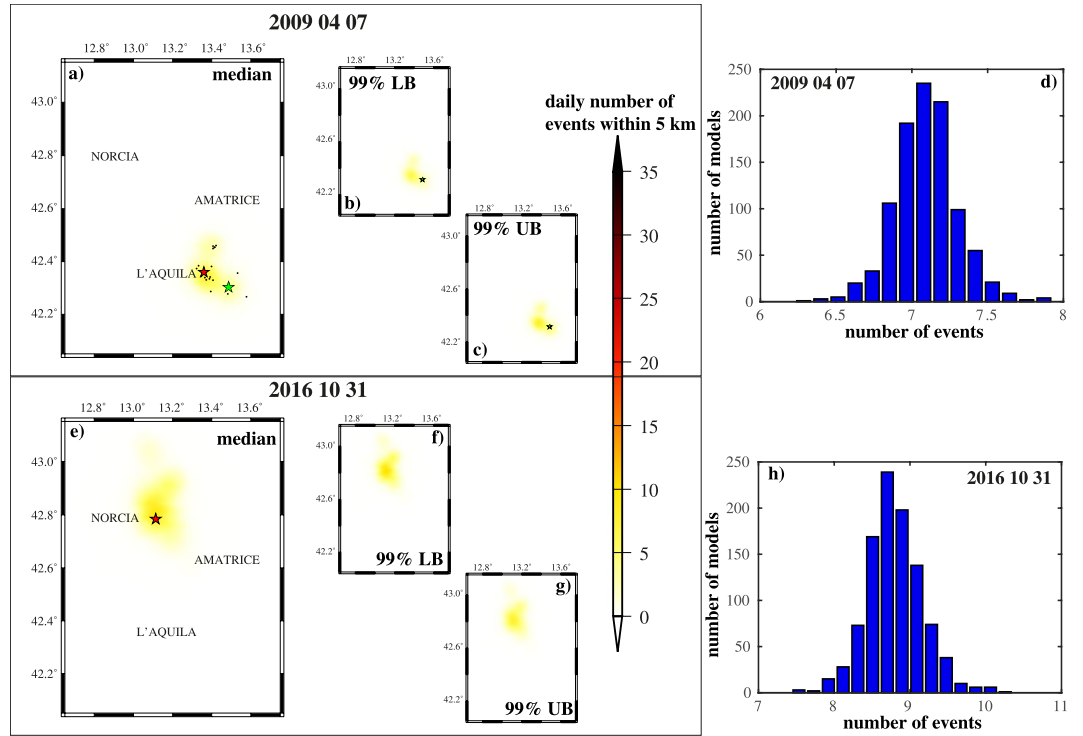 2009 04 07
12.8˚ 13.0˚ 13.2˚ 13.4˚ 13.6˚
a)
median
43.0˚
42.8˚
42.6˚
42.4˚
42.2˚
NORCIA
AMATRICE
L'AQUILA
12.8˚ 13.2˚ 13.6˚
99% LB
43.0˚
42.6˚
42.2˚
b)
12.8˚ 13.2˚ 13.6˚
99% UB
43.0˚
42.6˚
42.2˚
c)
daily number of
events within 5 km
35
30
25
20
15
10
5
0
2009 04 07
d)
number of models
250
200
150
100
50
0
6 6.5 7 7.5 8
number of events
2016 10 31
12.8˚ 13.0˚ 13.2˚ 13.4˚ 13.6˚
e)
median
43.0˚
42.8˚
42.6˚
42.4˚
42.2˚
NORCIA
AMATRICE
L'AQUILA
12.8˚ 13.2˚ 13.6˚
f)
43.0˚
42.6˚
42.2˚
99% LB
12.8˚ 13.2˚ 13.6˚
g)
43.0˚
42.6˚
42.2˚
99% UB
h)
2016 10 31
number of models
250
200
150
100
50
0
7 8 9 10 11
number of events